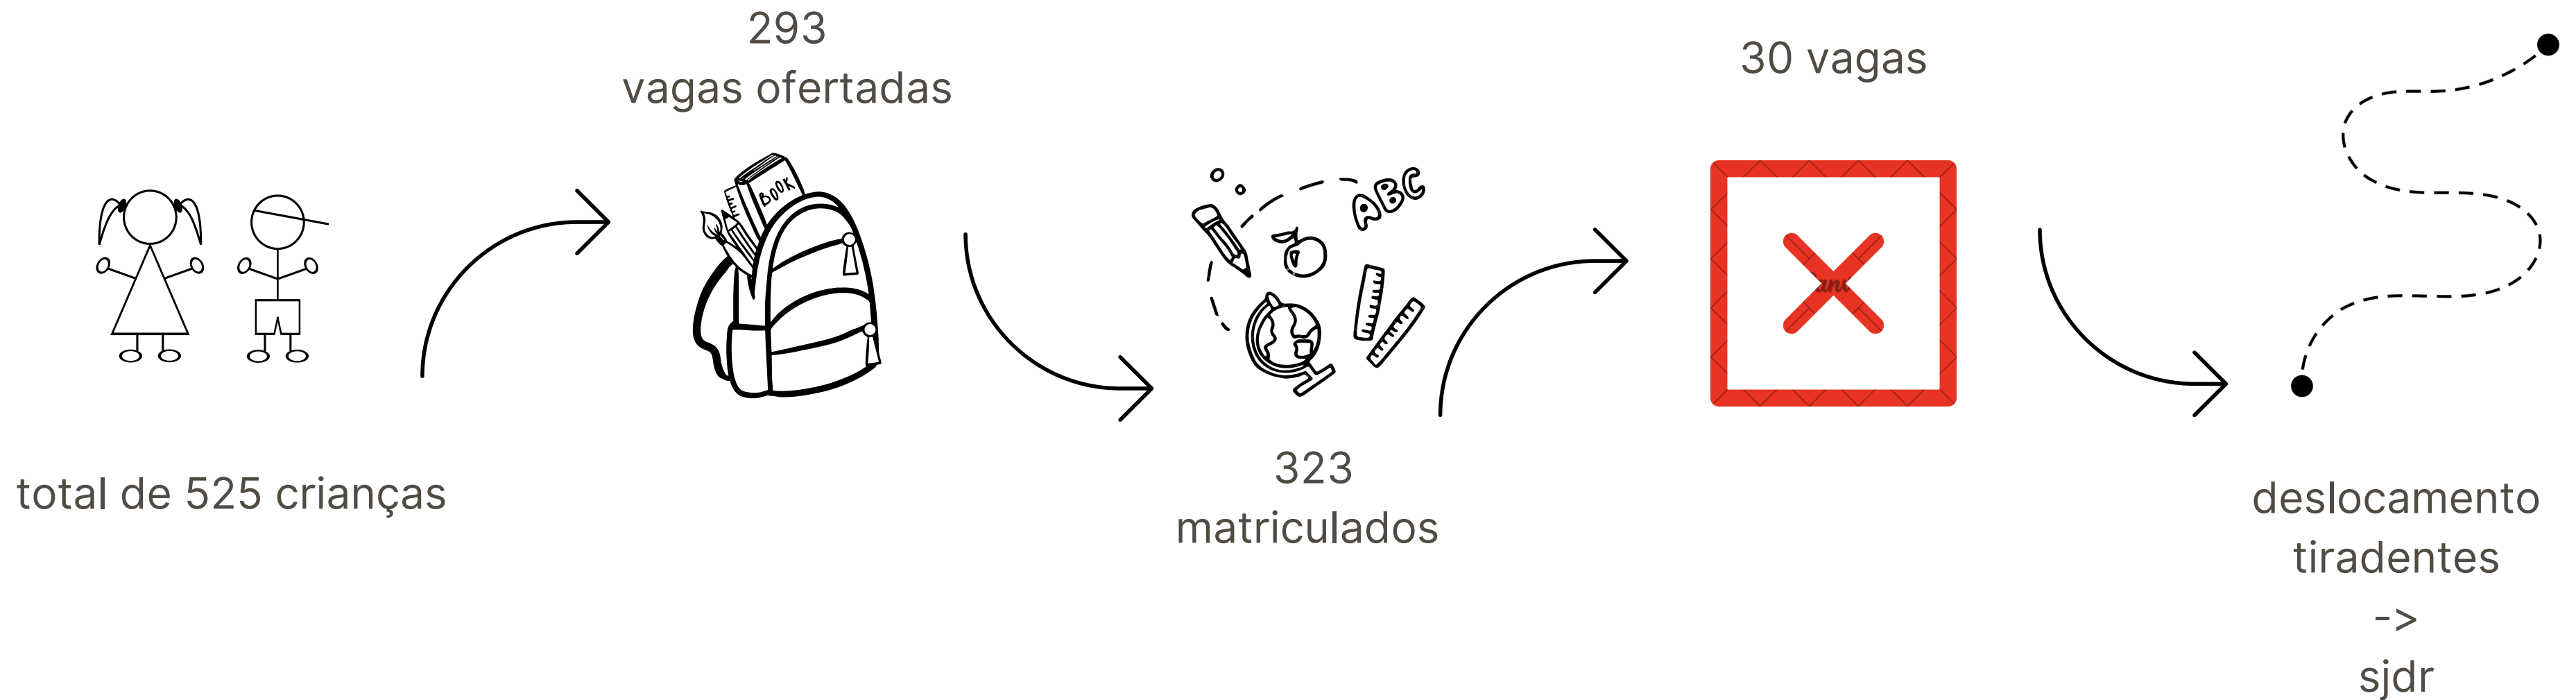 total de 525 crianças
293
vagas ofertadas
BOOK
ABC
323
matriculados
30 vagas
deslocamento
tiradentes
->
sjdr